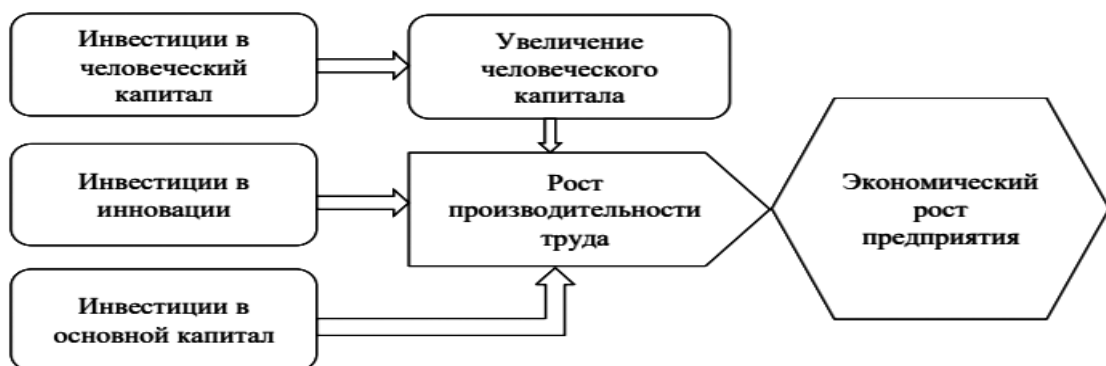 Инвестиции в
человеческий
капитал
Увеличение
человеческого
капитала
Инвестиции в
инновации
Рост
производительности
труда
Экономический
рост
предприятия
Инвестиции в
основной капитал